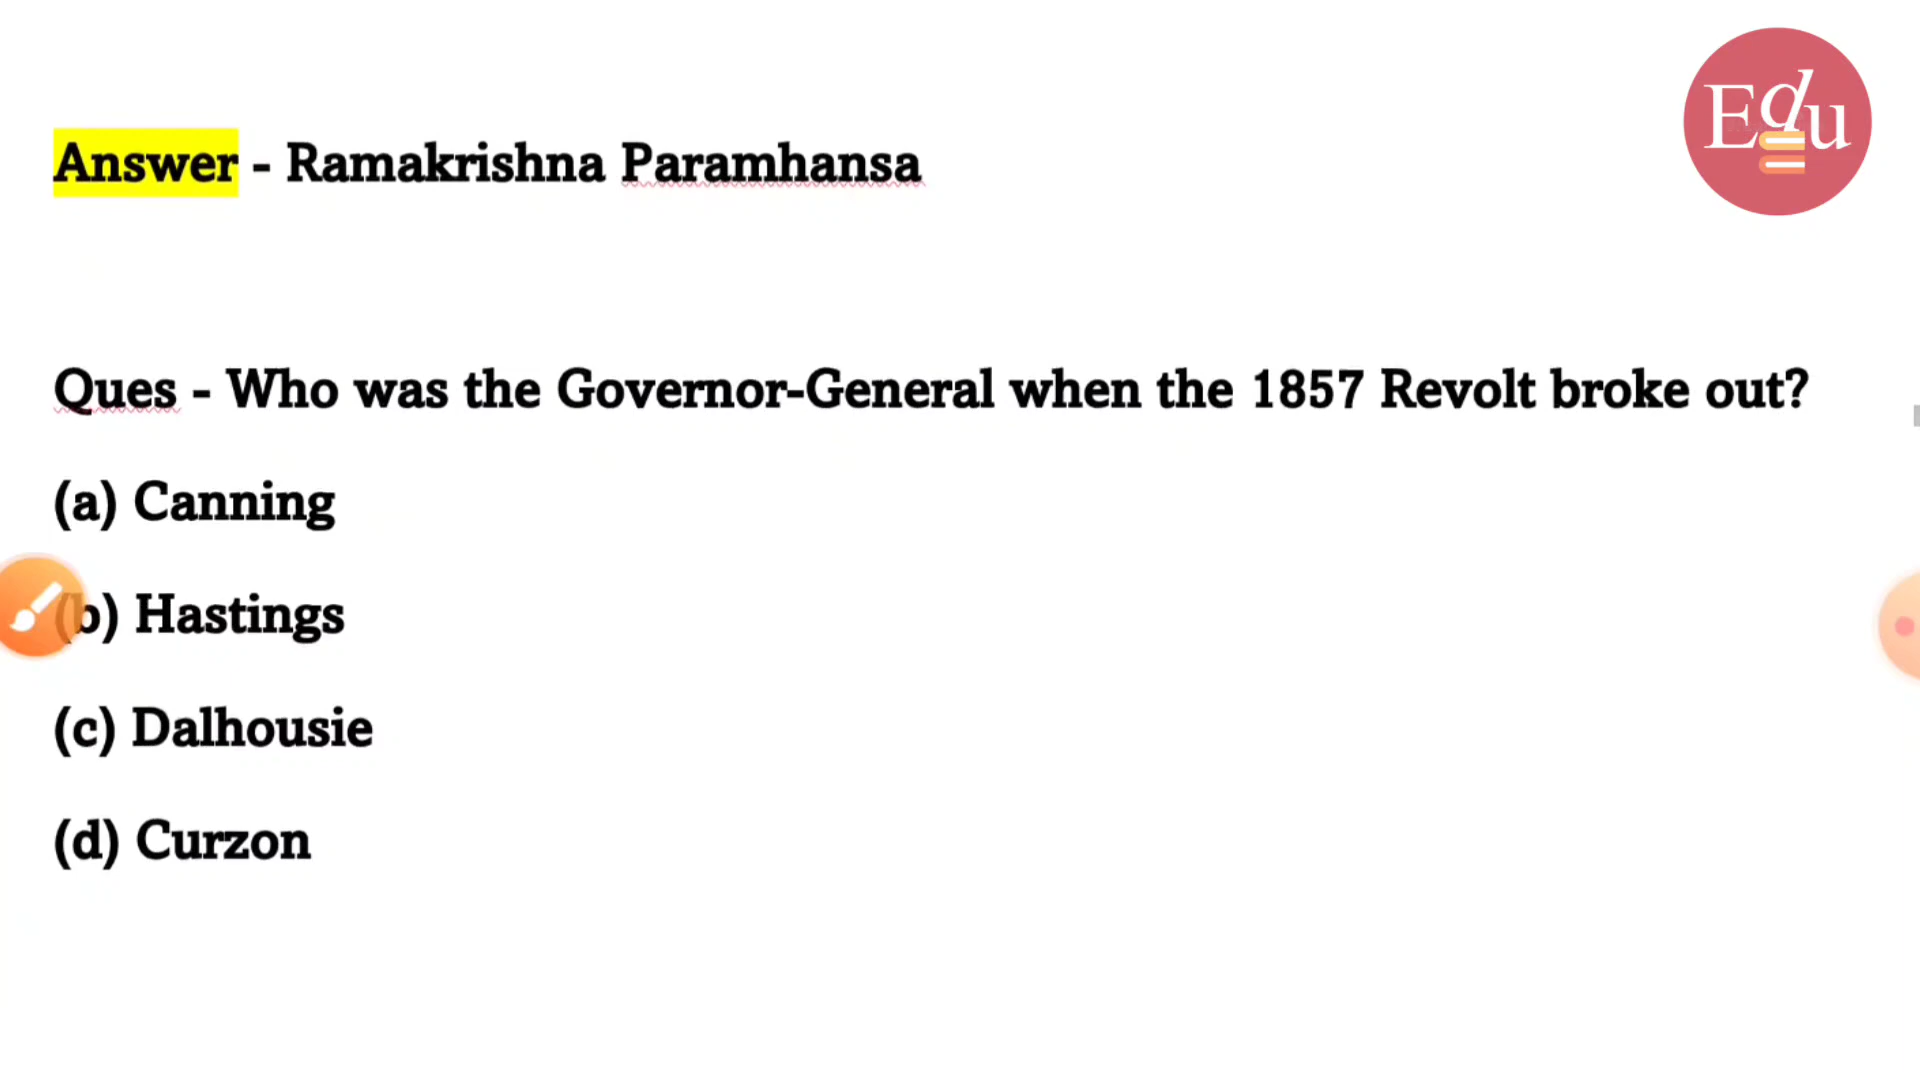 Edu
Answer - Ramakrishna Paramhansa
Ques - Who was the Governor-General when the 1857 Revolt broke out?
(a) Canning
(b) Hastings
(c) Dalhousie
(d) Curzon